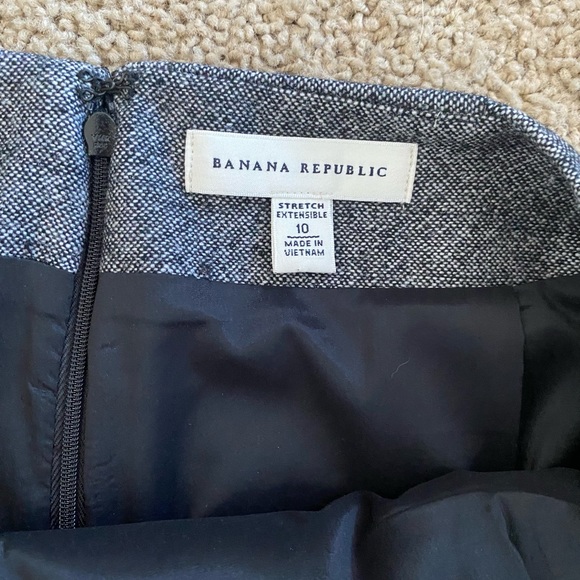 BANANA REPUBLIC
STRETCH
EXTENSIBLE
10
MADE IN
VIETNAM